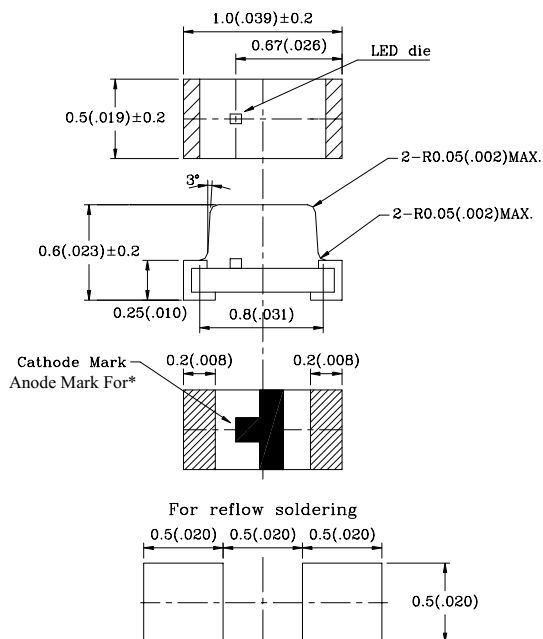 1.0(.039)±0.2
0.67(.026)
LED die
0.5(.019)±0.2
3°
2-R0.05(.002)MAX.
2-R0.05(.002)MAX.
0.6(.023)±0.2
0.25(.010)
0.8(.031)
Cathode Mark
Anode Mark For*
0.2(.008)
0.2(.008)
For reflow soldering
0.5(.020)
0.5(.020)
0.5(.020)
0.5(.020)